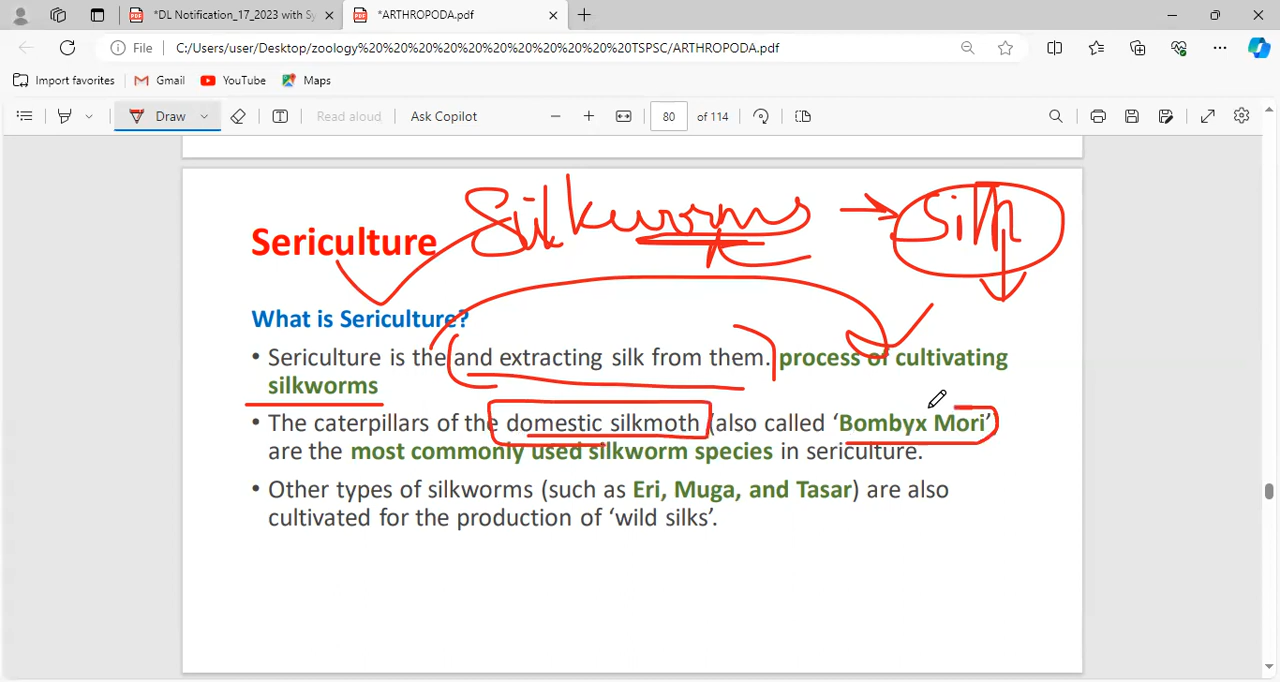 *DL Notification_17_2023 with Sy
*ARTHROPODA.pdf
File C:/Users/user/Desktop/zoology%20%20%20%20%20%20%20%20%20%20%20TSPSC/ARTHROPODA.pdf
Import favorites Gmail YouTube Maps
Draw Read aloud Ask Copilot 80 of 114
Silkworms → Silk
Sericulture
What is Sericulture?
• Sericulture is the and extracting silk from them. process of cultivating
silkworms
• The caterpillars of the domestic silkmoth (also called ‘Bombyx Mori’
are the most commonly used silkworm species in sericulture.
• Other types of silkworms (such as Eri, Muga, and Tasar) are also
cultivated for the production of ‘wild silks’.